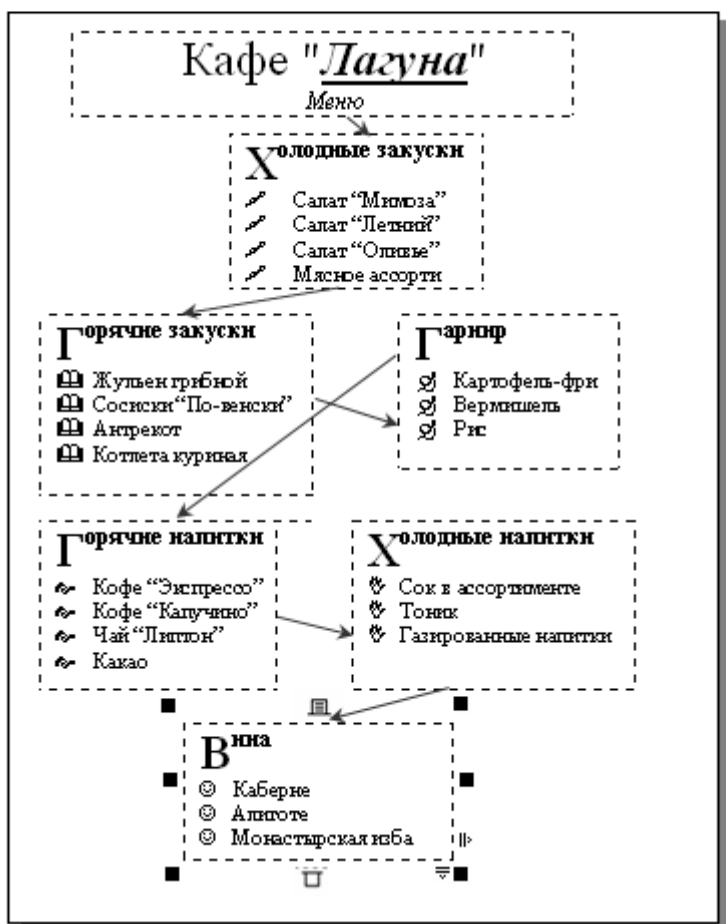 Кафе "Лагуна"
Меню
Холодные закуски
Салат “Мимоза”
Салат “Летний”
Салат “Оливье”
Мясное ассорти
Горячие закуски
Жульен грибной
Сосиски “По-венски”
Антрекот
Котлета куриная
Гарнир
Картофель-фри
Вермишель
Рис
Горячие напитки
Кофе “Экспрессо”
Кофе “Капучино”
Чай “Липтон”
Какао
Холодные напитки
Сок в ассортименте
Тоник
Газированные напитки
Вина
Каберне
Алиготе
Монастырская изба